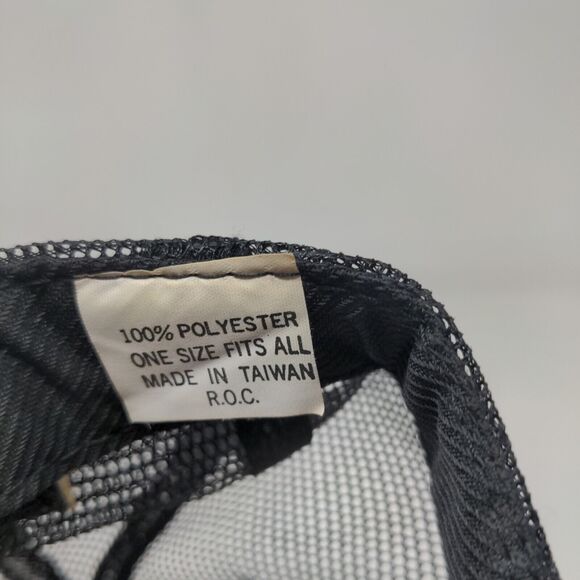 100% POLYESTER
ONE SIZE FITS ALL
MADE IN TAIWAN
R.O.C.